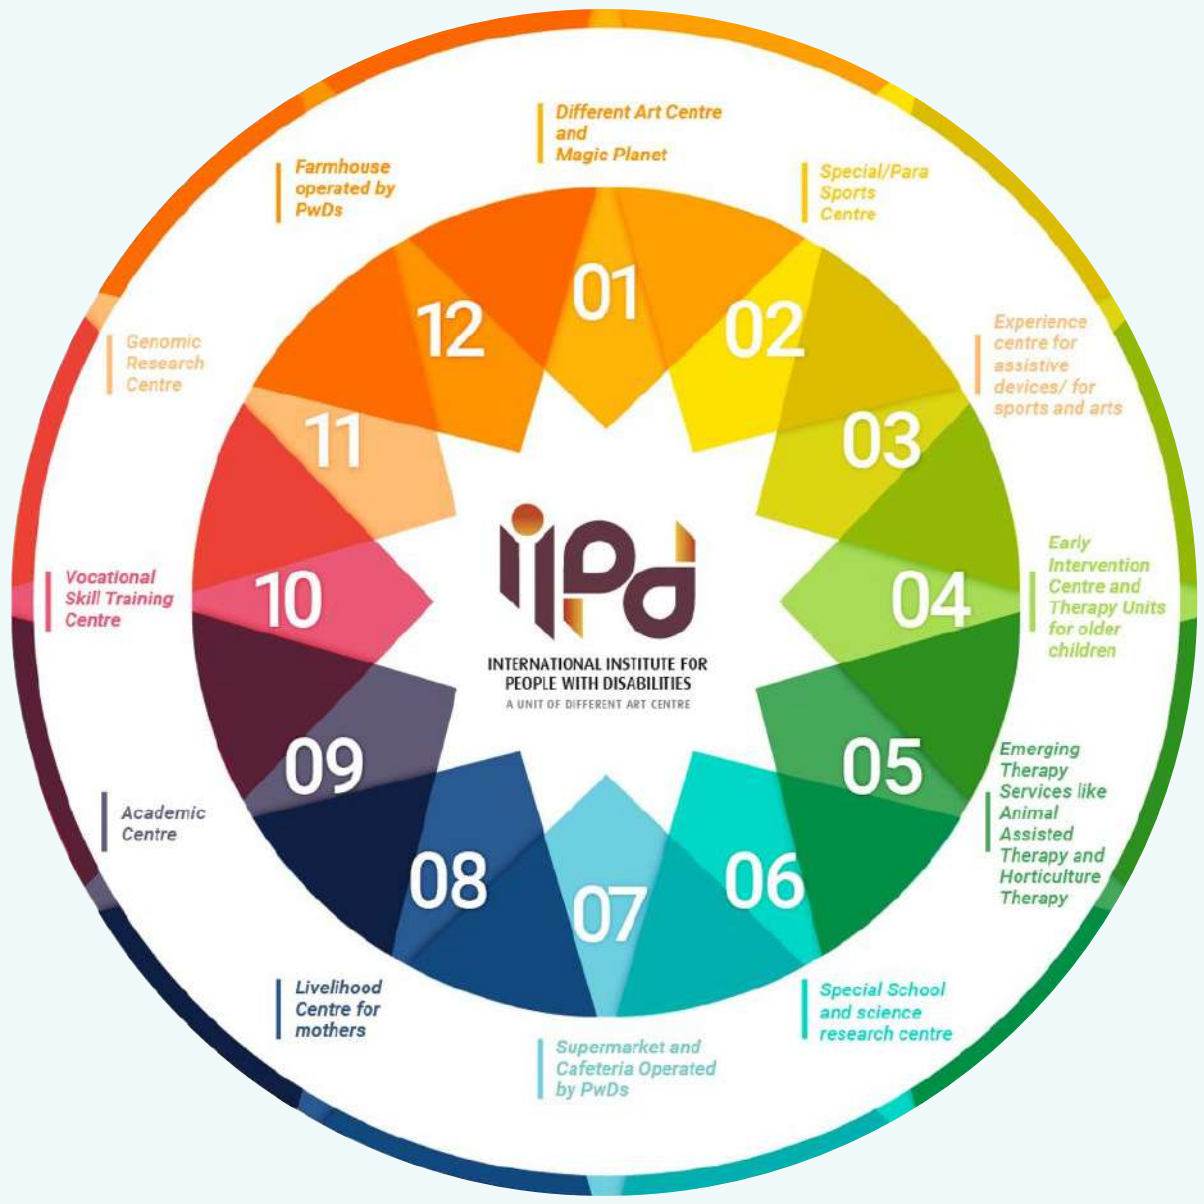 01
Different Art Centre
and
Magic Planet
02
Special/Para
Sports
Centre
03
Experience
centre for
assistive
devices/ for
sports and arts
04
Early
Intervention
Centre and
Therapy Units
for older
children
05
Emerging
Therapy
Services like
Animal
Assisted
Therapy and
Horticulture
Therapy
06
Special School
and science
research centre
07
Supermarket and
Cafeteria Operated
by PwDs
08
Livelihood
Centre for
mothers
09
Academic
Centre
10
Vocational
Skill Training
Centre
11
Genomic
Research
Centre
12
Farmhouse
operated by
PwDs
iipd
INTERNATIONAL INSTITUTE FOR
PEOPLE WITH DISABILITIES
A UNIT OF DIFFERENT ART CENTRE